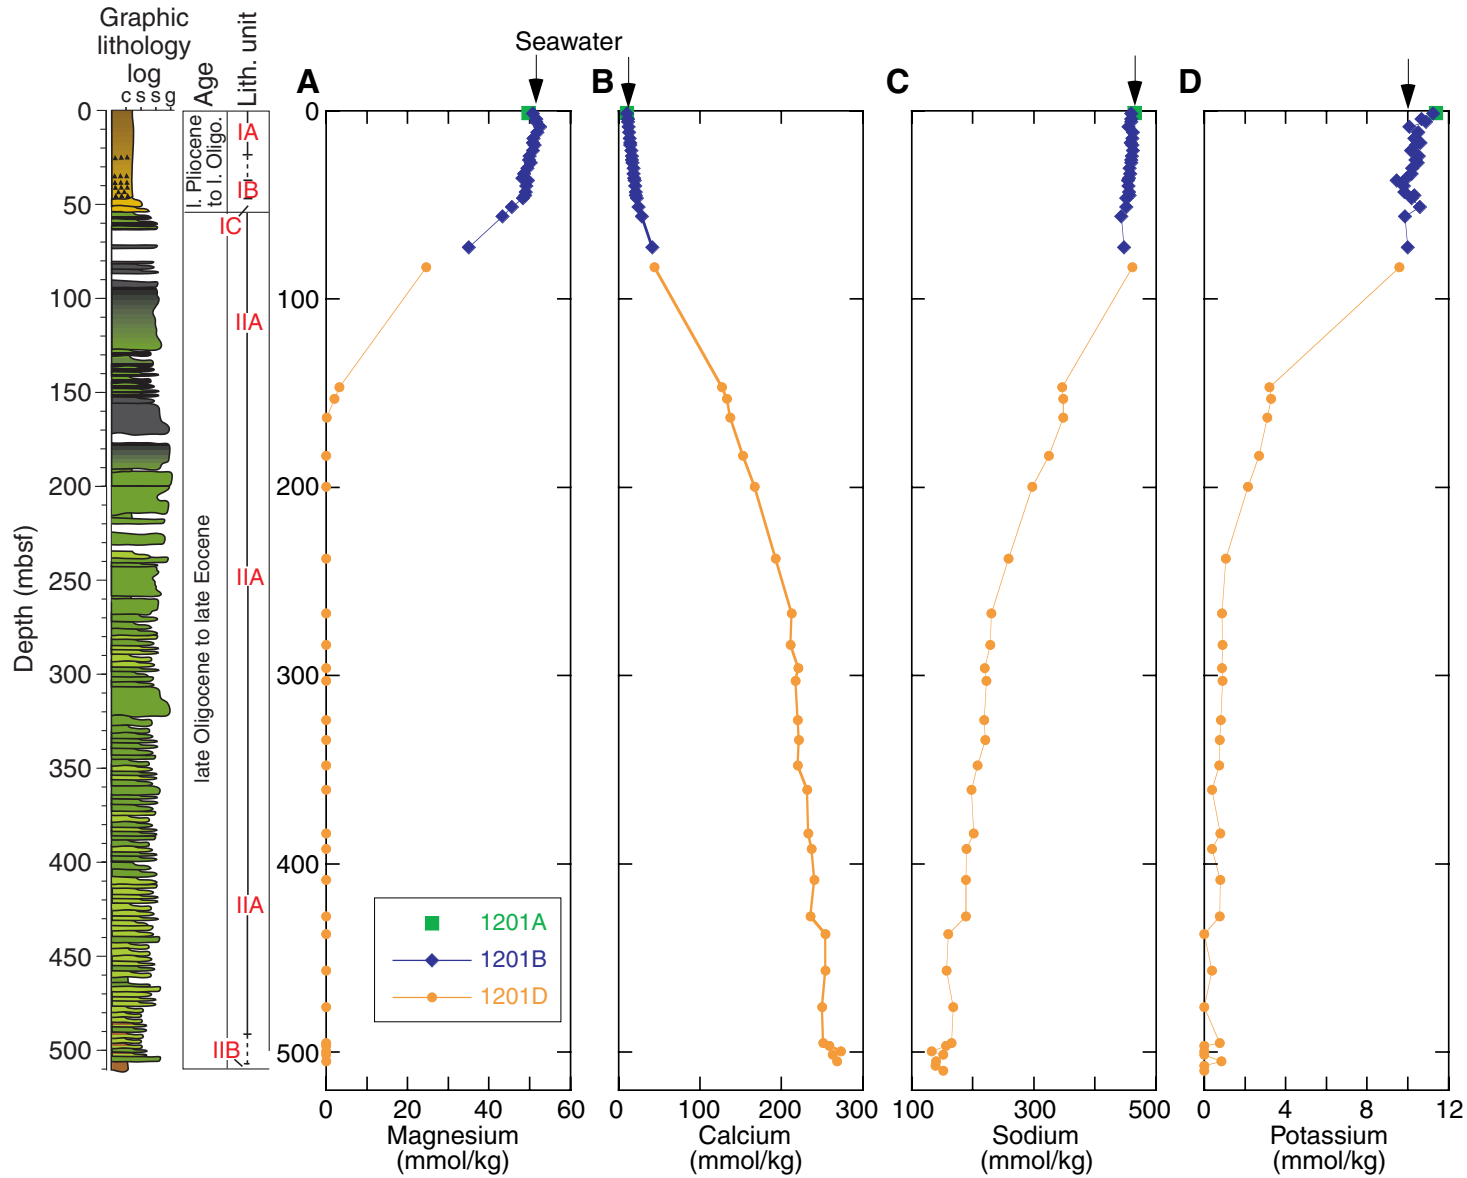 Graphic
lithology
log
c s s g
Age
Lith. unit
Seawater
A
B
C
D
0
50
100
150
200
250
300
350
400
450
500
Depth (mbsf)
l. Pliocene
to l. Oligo.
late Oligocene to late Eocene
IA
IB
IC
IIA
IIA
IIA
IIB
0
100
200
300
400
500
1201A
1201B
1201D
0 20 40 60
Magnesium
(mmol/kg)
0 100 200 300
Calcium
(mmol/kg)
100 300 500
Sodium
(mmol/kg)
0 4 8 12
Potassium
(mmol/kg)